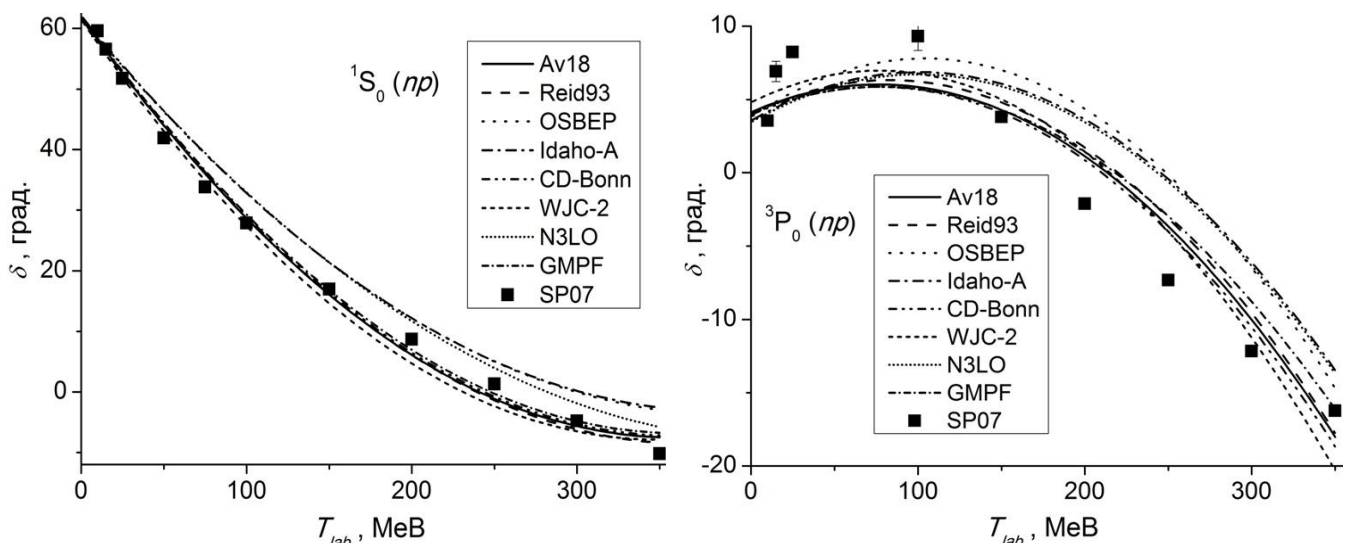 60
40
20
0
0
100
200
300
δ, град.
T_lab, МеВ
¹S₀ (np)
Av18
Reid93
OSBEP
Idaho-A
CD-Bonn
WJC-2
N3LO
GMPF
SP07
10
0
-10
-20
0
100
200
300
δ, град.
T_lab, МеВ
³P₀ (np)
Av18
Reid93
OSBEP
Idaho-A
CD-Bonn
WJC-2
N3LO
GMPF
SP07